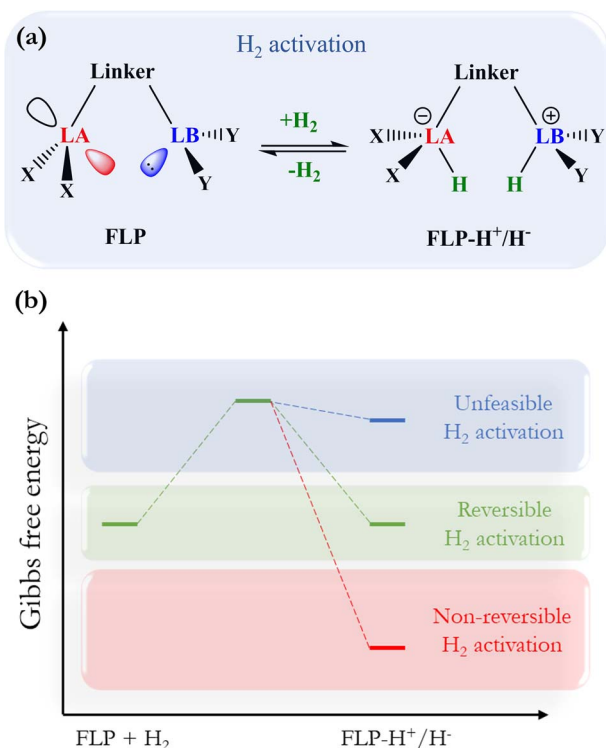 (a)
H₂ activation
Linker
LA
LB
X
X
Y
Y
FLP
+H₂
-H₂
Linker
⊖
⊕
X
LA
LB
Y
X
H
H
Y
FLP-H⁺/H⁻
(b)
Gibbs free energy
Unfeasible
H₂ activation
Reversible
H₂ activation
Non-reversible
H₂ activation
FLP + H₂
FLP-H⁺/H⁻